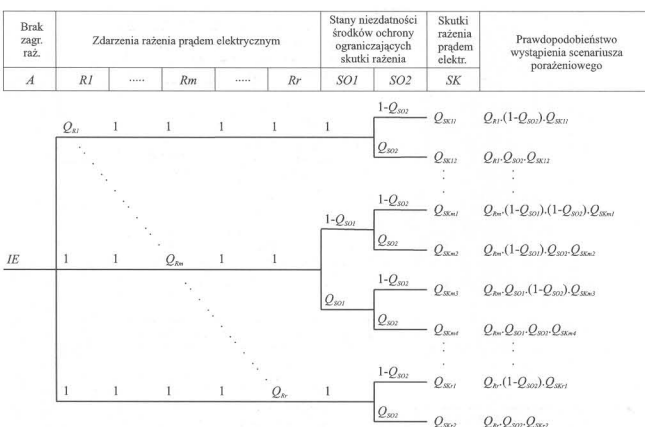 Brak zagr. raż. Zdarzenia rażenia prądem elektrycznym Stany niezdatności środków ochrony ograniczających skutki rażenia Skutki rażenia prądem elektr. Prawdopodobieństwo wystąpienia scenariusza porażeniowego
A R1 ..... Rm ..... Rr SO1 SO2 SK
1-Q_SO2 Q_SK11 Q_R1.(1-Q_SO2).Q_SK11
Q_R1 1 1 1 1 1
Q_SO2 Q_SK12 Q_R1.Q_SO2.Q_SK12
1-Q_SO2 Q_SKm1 Q_Rm.(1-Q_SO1).(1-Q_SO2).Q_SKm1
1-Q_SO1
Q_SO2 Q_SKm2 Q_Rm.(1-Q_SO1).Q_SO2.Q_SKm2
IE 1 1 Q_Rm 1 1
1-Q_SO2 Q_SKm3 Q_Rm.Q_SO1.(1-Q_SO2).Q_SKm3
Q_SO1
Q_SO2 Q_SKm4 Q_Rm.Q_SO1.Q_SO2.Q_SKm4
1-Q_SO2 Q_SKr1 Q_Rr.(1-Q_SO2).Q_SKr1
1 1 1 1 Q_Rr 1
Q_SO2 Q_SKr2 Q_Rr.Q_SO2.Q_SKr2